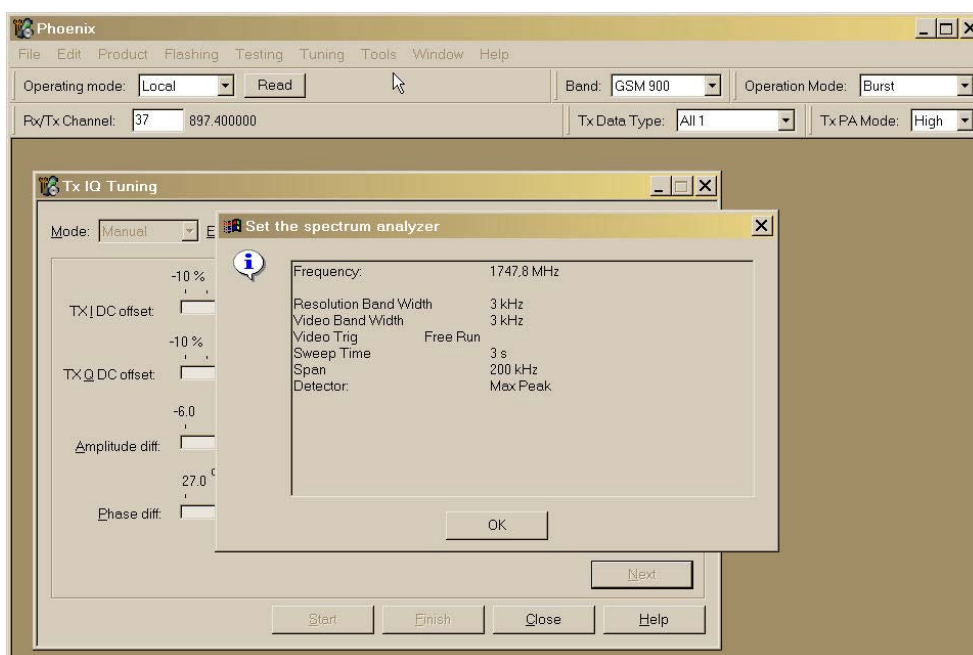 Phoenix
File Edit Product Flashing Testing Tuning Tools Window Help
Operating mode: Local Read Band: GSM 900 Operation Mode: Burst
Rx/Tx Channel: 37 897.400000 Tx Data Type: All 1 Tx PA Mode: High
Tx IQ Tuning
Mode: Manual E
Set the spectrum analyzer
Frequency: 1747,8 MHz
Resolution Band Width 3 kHz
Video Band Width 3 kHz
Video Trig Free Run
Sweep Time 3 s
Span 200 kHz
Detector: Max Peak
OK
-10 %
TX I DC offset:
-10 %
TX Q DC offset:
-6.0
Amplitude diff:
27.0 °
Phase diff:
Next
Start Finish Close Help